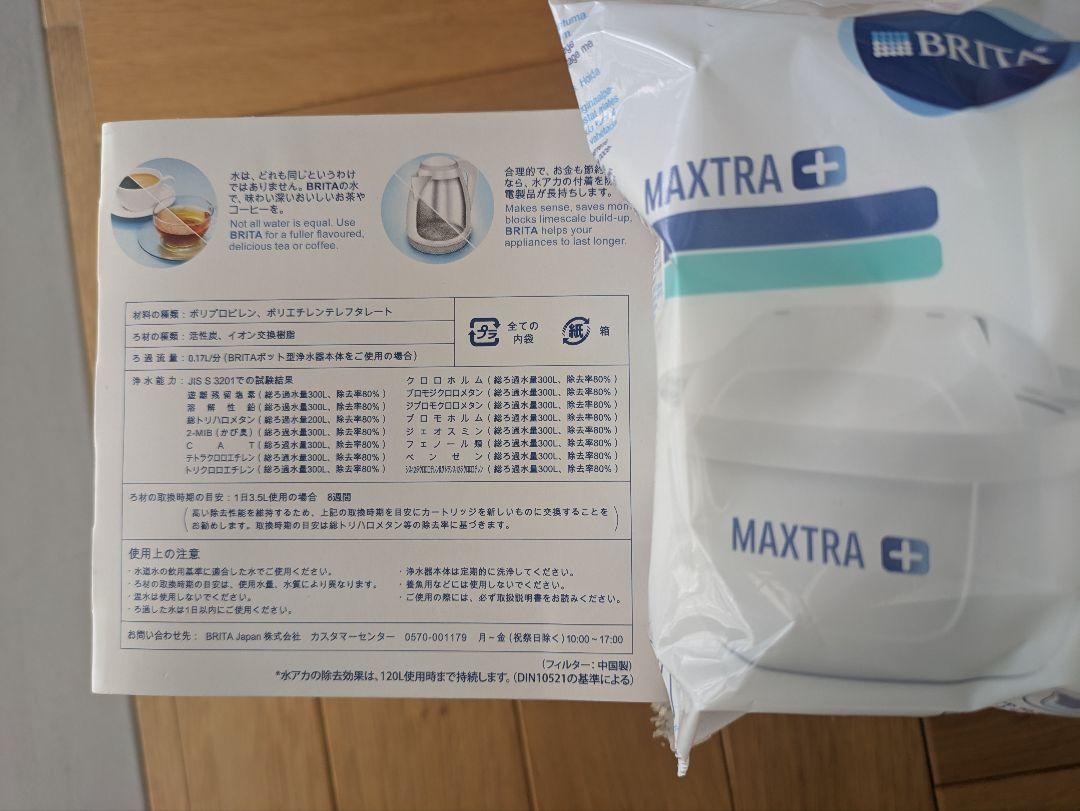 水は、どれも同じというわけ
ではありません。BRITAの水
で、味わい深いおいしいお茶や
コーヒーを。
Not all water is equal. Use
BRITA for a fuller flavoured,
delicious tea or coffee.
合理的で、お金も節約
なら、水アカの付着を
電製品が長持ちします。
Makes sense, saves
blocks limescale build-up,
BRITA helps your
appliances to last longer.
材料の種類：ポリプロピレン、ポリエチレンテレフタレート
ろ材の種類：活性炭、イオン交換樹脂
ろ過流量：0.17L/分（BRITAポット型浄水器本体をご使用の場合）
プラ 全ての
内袋
紙 箱
浄水能力：JIS S 3201での試験結果
遊離残留塩素（総ろ過水量300L、除去率80%）
溶解性鉛（総ろ過水量300L、除去率80%）
総トリハロメタン（総ろ過水量200L、除去率80%）
2-MIB（かび臭）（総ろ過水量300L、除去率80%）
CAT（総ろ過水量300L、除去率80%）
テトラクロロエチレン（総ろ過水量300L、除去率80%）
トリクロロエチレン（総ろ過水量300L、除去率80%）
クロロホルム（総ろ過水量300L、除去率80%）
ブロモジクロロメタン（総ろ過水量300L、除去率80%）
ジブロモクロロメタン（総ろ過水量300L、除去率80%）
ブロモホルム（総ろ過水量300L、除去率80%）
ジェオスミン（総ろ過水量300L、除去率80%）
フェノール類（総ろ過水量300L、除去率80%）
ベンゼン（総ろ過水量300L、除去率80%）
（総ろ過水量300L、除去率80%）
ろ材の取換時期の目安：1日3.5L使用の場合　8週間
（高い除去性能を維持するため、上記の取換時期を目安にカートリッジを新しいものに交換することを
お勧めします。取換時期の目安は総トリハロメタン等の除去率に基づきます。）
使用上の注意
・水道水の飲用基準に適合した水でご使用ください。
・ろ材の取換時期の目安は、使用水量、水質により異なります。
・温水は使用しないでください。
・ろ過した水は1日以内にご使用ください。
・浄水器本体は定期的に洗浄してください。
・養魚用などには使用しないでください。
・ご使用の際には、必ず取扱説明書をお読みください。
お問い合わせ先：BRITA Japan 株式会社　カスタマーセンター　0570-001179　月～金（祝祭日除く）10:00～17:00
（フィルター：中国製）
*水アカの除去効果は、120L使用時まで持続します。（DIN10521の基準による）
BRITA
MAXTRA +
MAXTRA +